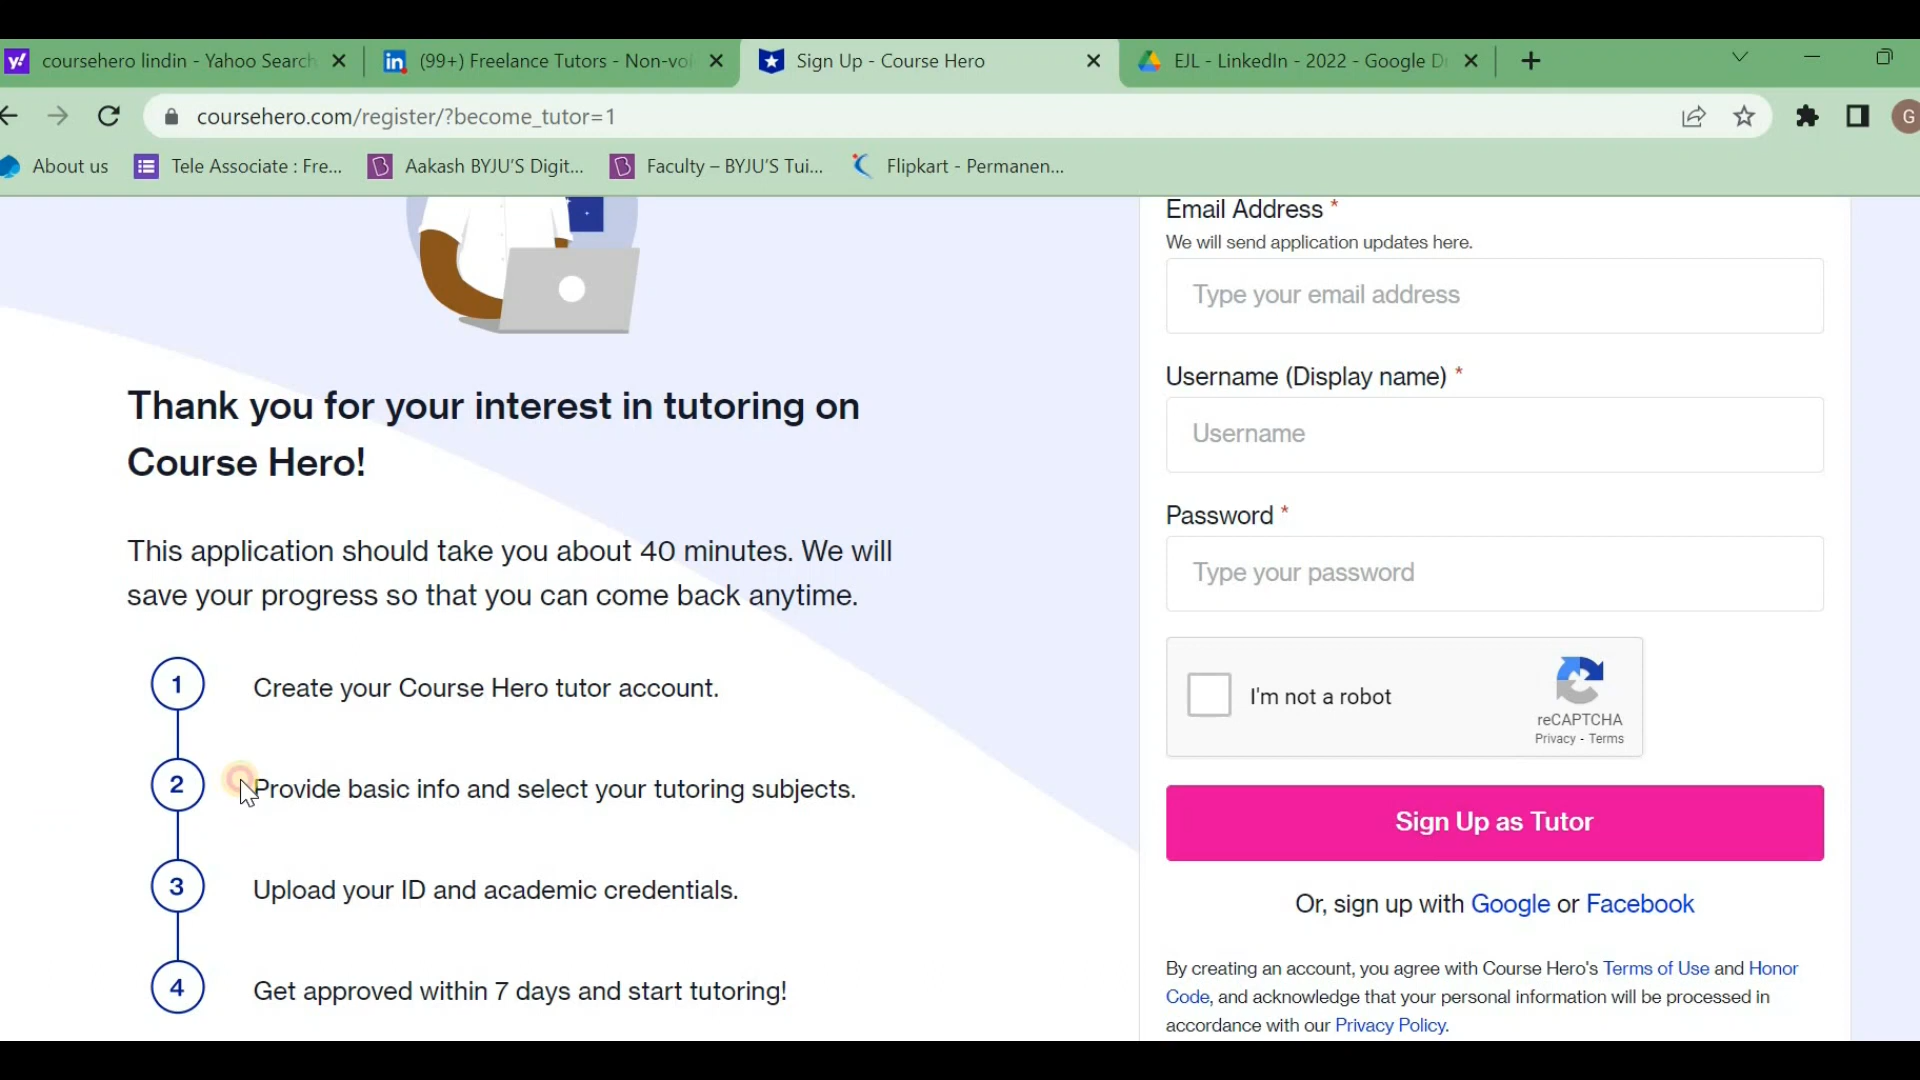 coursehero lindin - Yahoo Search
(99+) Freelance Tutors - Non-voi
Sign Up - Course Hero
EJL - LinkedIn - 2022 - Google D
coursehero.com/register/?become_tutor=1
G
About us
Tele Associate : Fre...
Aakash BYJU'S Digit...
Faculty – BYJU'S Tui...
Flipkart - Permanen...
Thank you for your interest in tutoring on
Course Hero!
This application should take you about 40 minutes. We will
save your progress so that you can come back anytime.
1 Create your Course Hero tutor account.
2 Provide basic info and select your tutoring subjects.
3 Upload your ID and academic credentials.
4 Get approved within 7 days and start tutoring!
Email Address *
We will send application updates here.
Type your email address
Username (Display name) *
Username
Password *
Type your password
I'm not a robot
reCAPTCHA
Privacy - Terms
Sign Up as Tutor
Or, sign up with Google or Facebook
By creating an account, you agree with Course Hero's Terms of Use and Honor
Code, and acknowledge that your personal information will be processed in
accordance with our Privacy Policy.